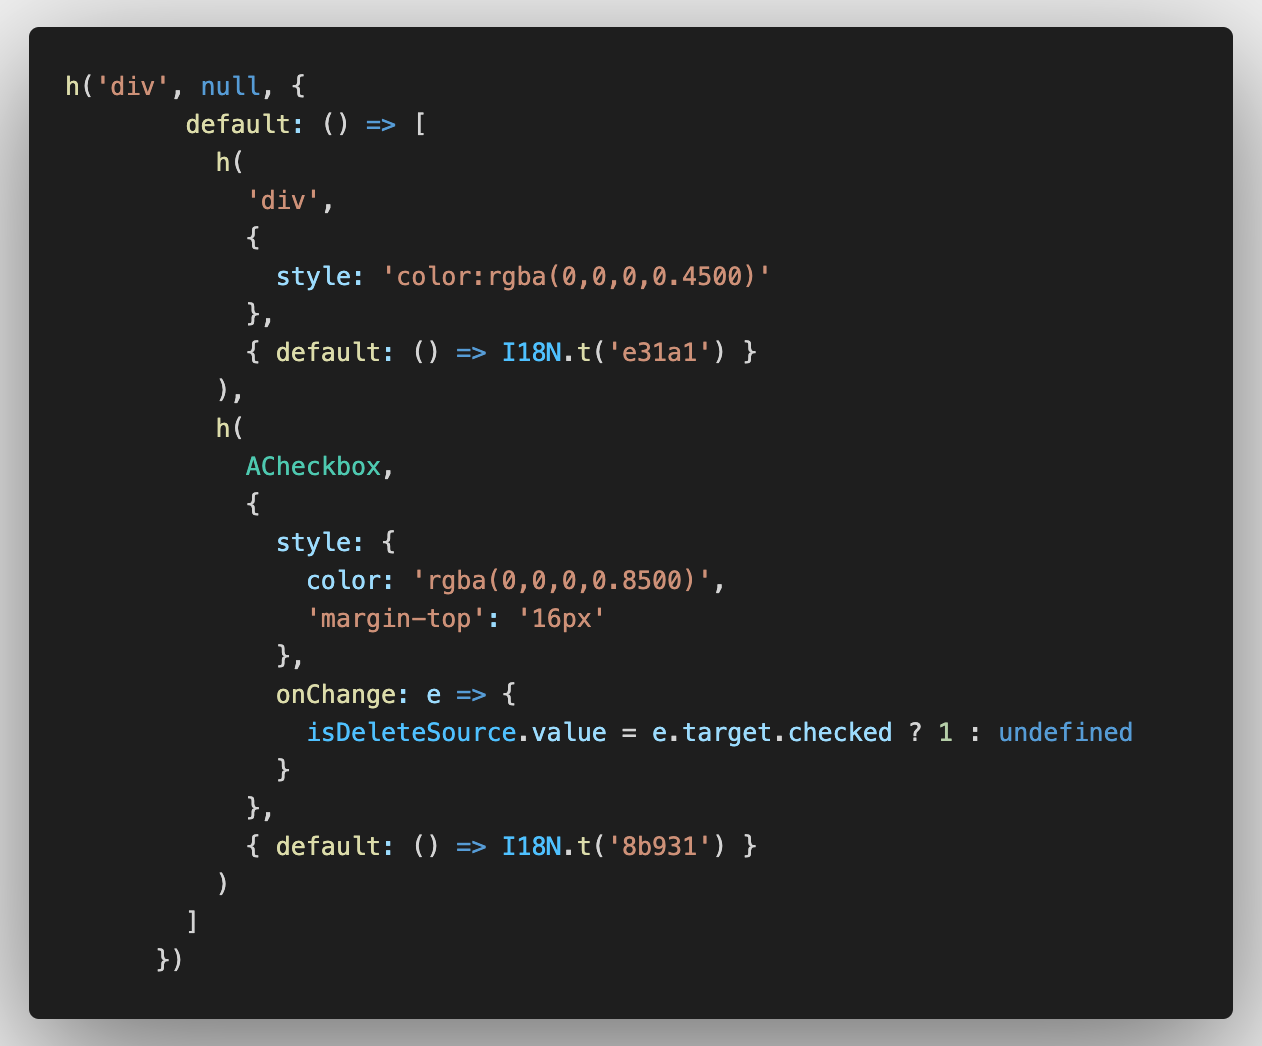 h('div', null, {
        default: () => [
          h(
            'div',
            {
              style: 'color:rgba(0,0,0,0.4500)'
            },
            { default: () => I18N.t('e31a1') }
          ),
          h(
            ACheckbox,
            {
              style: {
                color: 'rgba(0,0,0,0.8500)',
                'margin-top': '16px'
              },
              onChange: e => {
                isDeleteSource.value = e.target.checked ? 1 : undefined
              }
            },
            { default: () => I18N.t('8b931') }
          )
        ]
      })